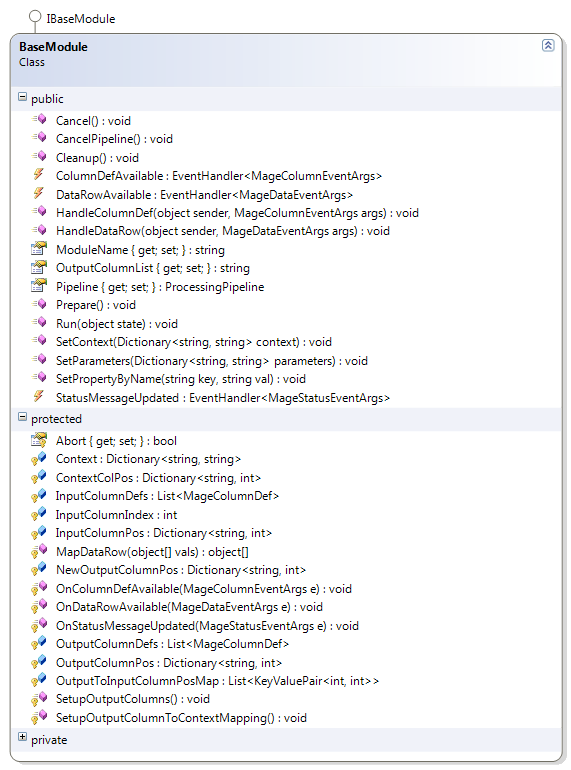 IBaseModule
BaseModule
Class
public
Cancel() : void
CancelPipeline() : void
Cleanup() : void
ColumnDefAvailable : EventHandler<MageColumnEventArgs>
DataRowAvailable : EventHandler<MageDataEventArgs>
HandleColumnDef(object sender, MageColumnEventArgs args) : void
HandleDataRow(object sender, MageDataEventArgs args) : void
ModuleName { get; set; } : string
OutputColumnList { get; set; } : string
Pipeline { get; set; } : ProcessingPipeline
Prepare() : void
Run(object state) : void
SetContext(Dictionary<string, string> context) : void
SetParameters(Dictionary<string, string> parameters) : void
SetPropertyByName(string key, string val) : void
StatusMessageUpdated : EventHandler<MageStatusEventArgs>
protected
Abort { get; set; } : bool
Context : Dictionary<string, string>
ContextColPos : Dictionary<string, int>
InputColumnDefs : List<MageColumnDef>
InputColumnIndex : int
InputColumnPos : Dictionary<string, int>
MapDataRow(object[] vals) : object[]
NewOutputColumnPos : Dictionary<string, int>
OnColumnDefAvailable(MageColumnEventArgs e) : void
OnDataRowAvailable(MageDataEventArgs e) : void
OnStatusMessageUpdated(MageStatusEventArgs e) : void
OutputColumnDefs : List<MageColumnDef>
OutputColumnPos : Dictionary<string, int>
OutputToInputColumnPosMap : List<KeyValuePair<int, int>>
SetupOutputColumns() : void
SetupOutputColumnToContextMapping() : void
private